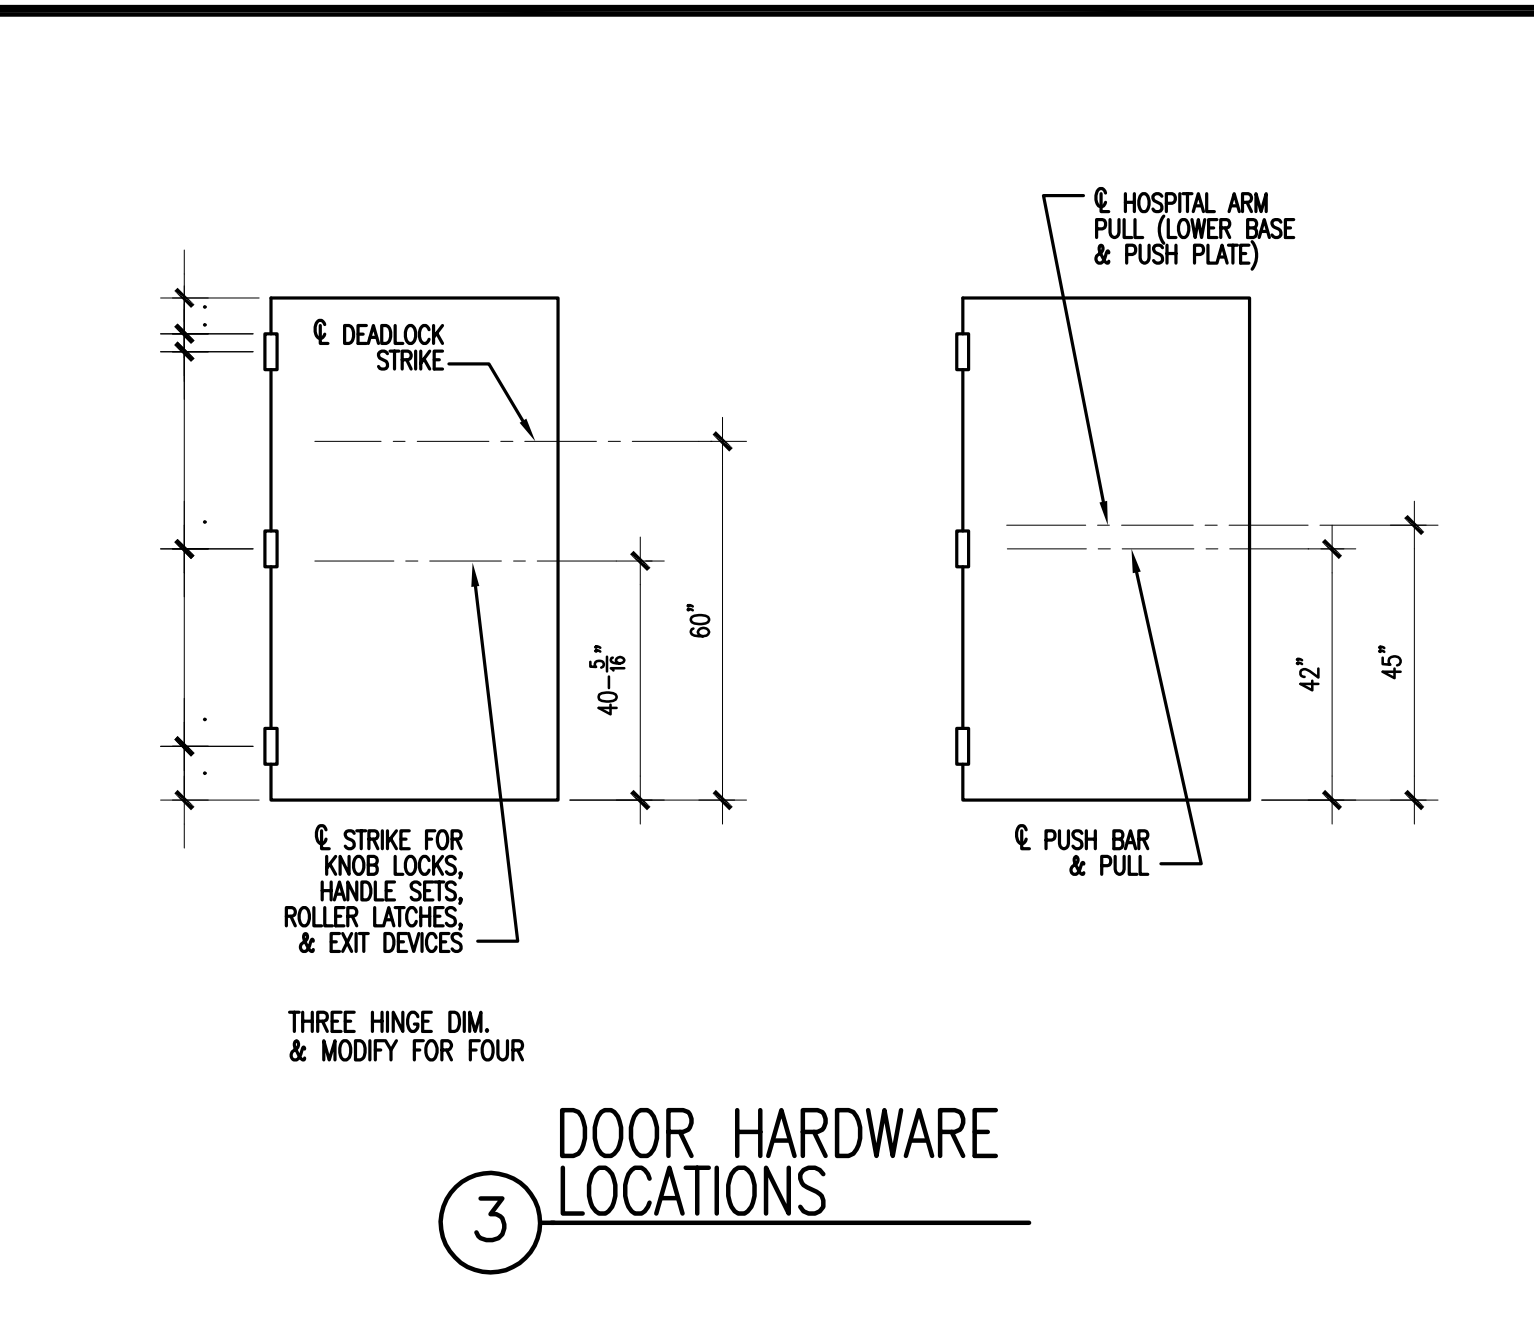 ℄ DEADLOCK
STRIKE
60"
40-5/16"
℄ STRIKE FOR
KNOB LOCKS,
HANDLE SETS,
ROLLER LATCHES,
& EXIT DEVICES
THREE HINGE DIM.
& MODIFY FOR FOUR
℄ HOSPITAL ARM
PULL (LOWER BASE
& PUSH PLATE)
42"
45"
℄ PUSH BAR
& PULL
3
DOOR HARDWARE
LOCATIONS